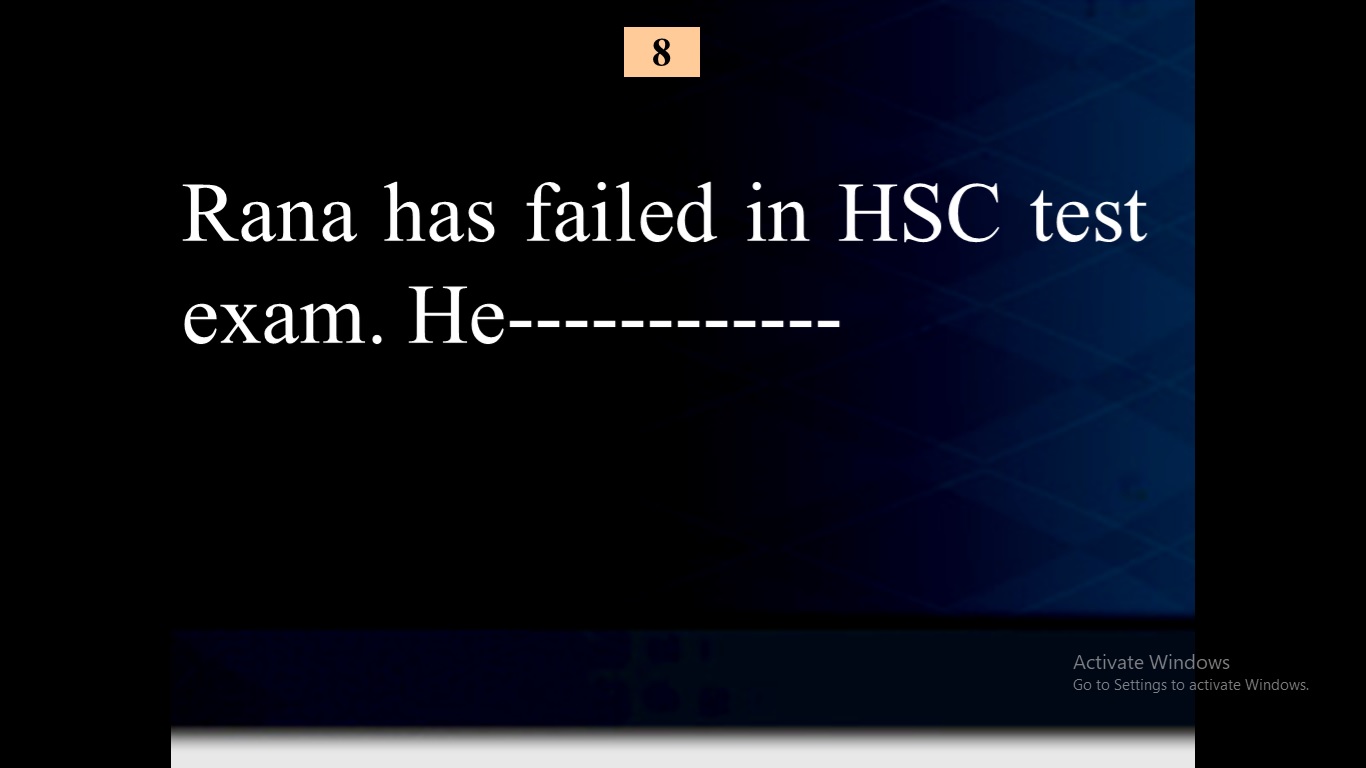 8
Rana has failed in HSC test
exam. He------------
Activate Windows
Go to Settings to activate Windows.